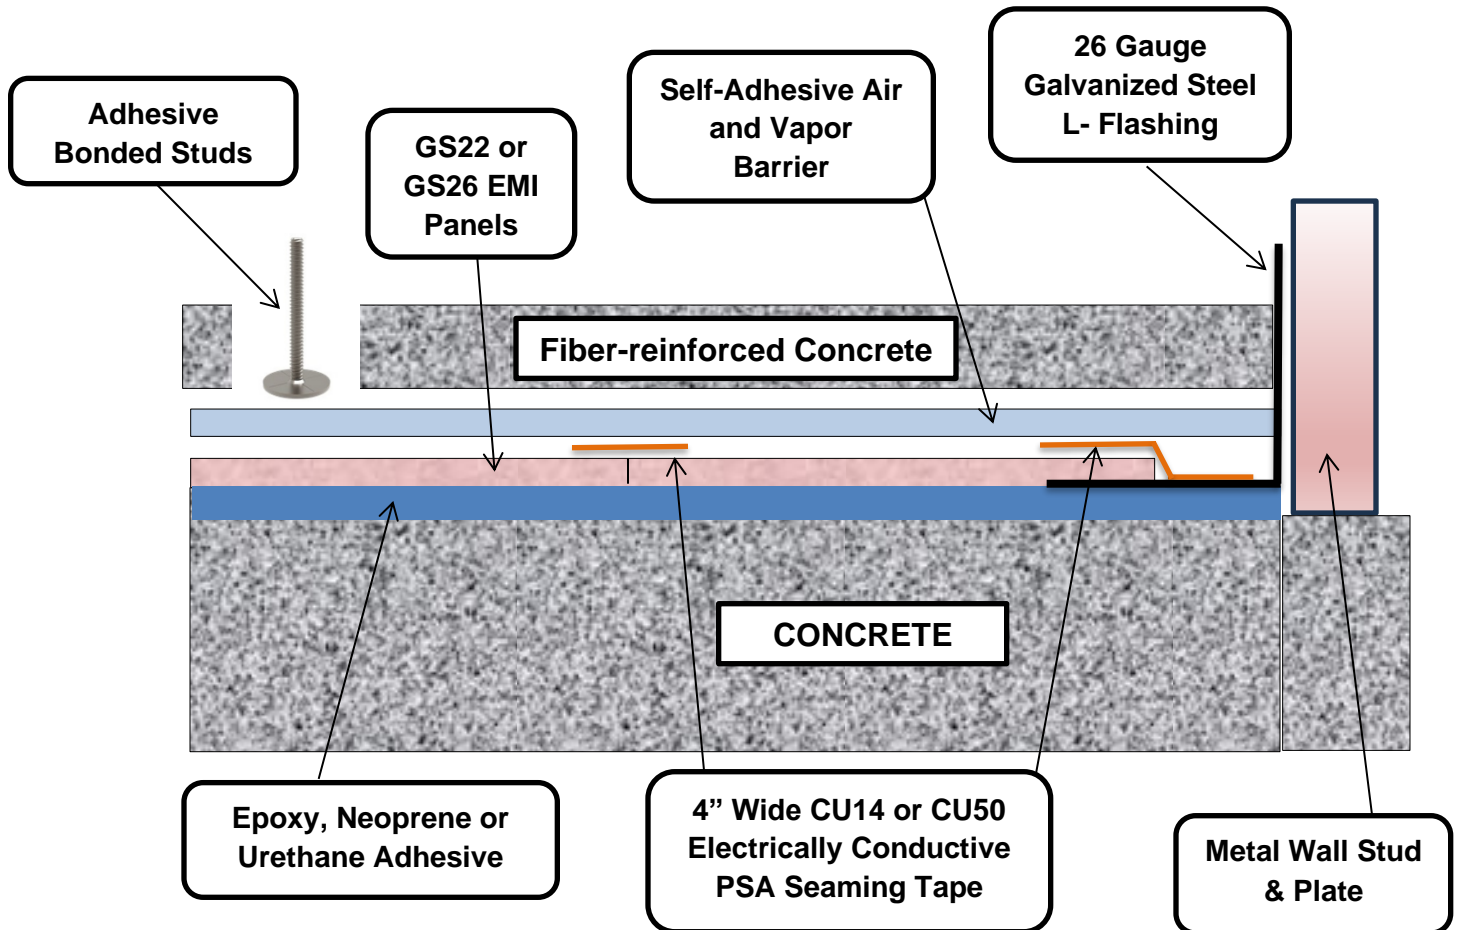 26 Gauge
Galvanized Steel
L- Flashing
Self-Adhesive Air
and Vapor
Barrier
Adhesive
Bonded Studs
GS22 or
GS26 EMI
Panels
Fiber-reinforced Concrete
CONCRETE
Epoxy, Neoprene or
Urethane Adhesive
4” Wide CU14 or CU50
Electrically Conductive
PSA Seaming Tape
Metal Wall Stud
& Plate